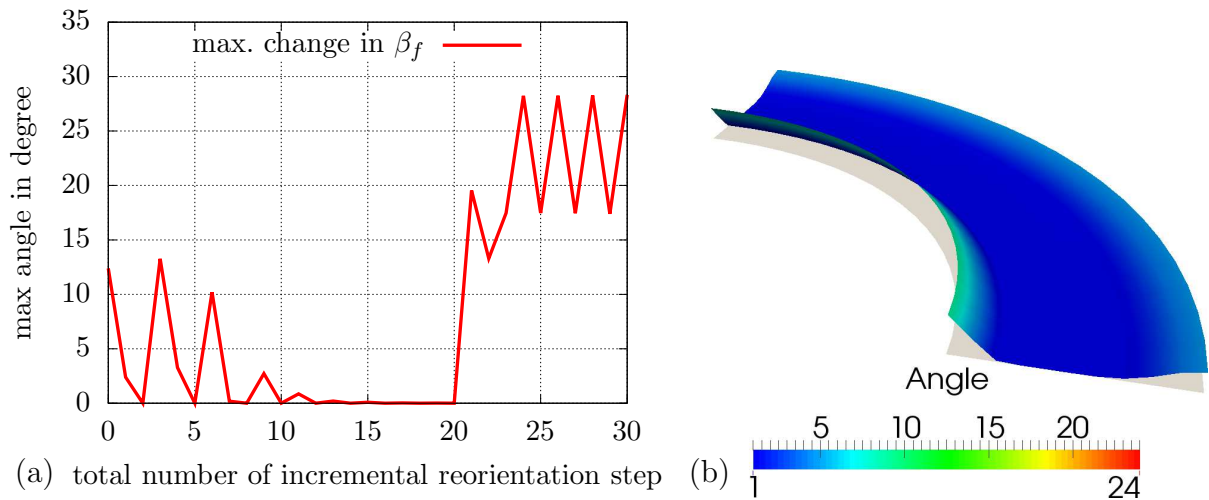 35
30
25
20
15
10
5
0
max angle in degree
max. change in β_f
0 5 10 15 20 25 30
(a) total number of incremental reorientation step
Angle
5 10 15 20
1 24
(b)